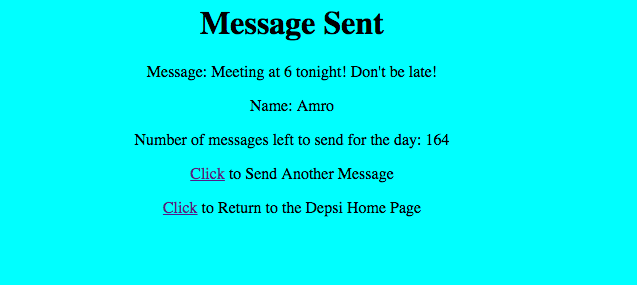 Message Sent
Message: Meeting at 6 tonight! Don't be late!
Name: Amro
Number of messages left to send for the day: 164
Click to Send Another Message
Click to Return to the Depsi Home Page